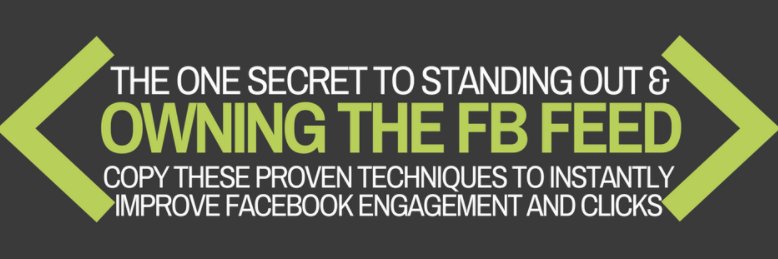 THE ONE SECRET TO STANDING OUT &
OWNING THE FB FEED
COPY THESE PROVEN TECHNIQUES TO INSTANTLY
IMPROVE FACEBOOK ENGAGEMENT AND CLICKS